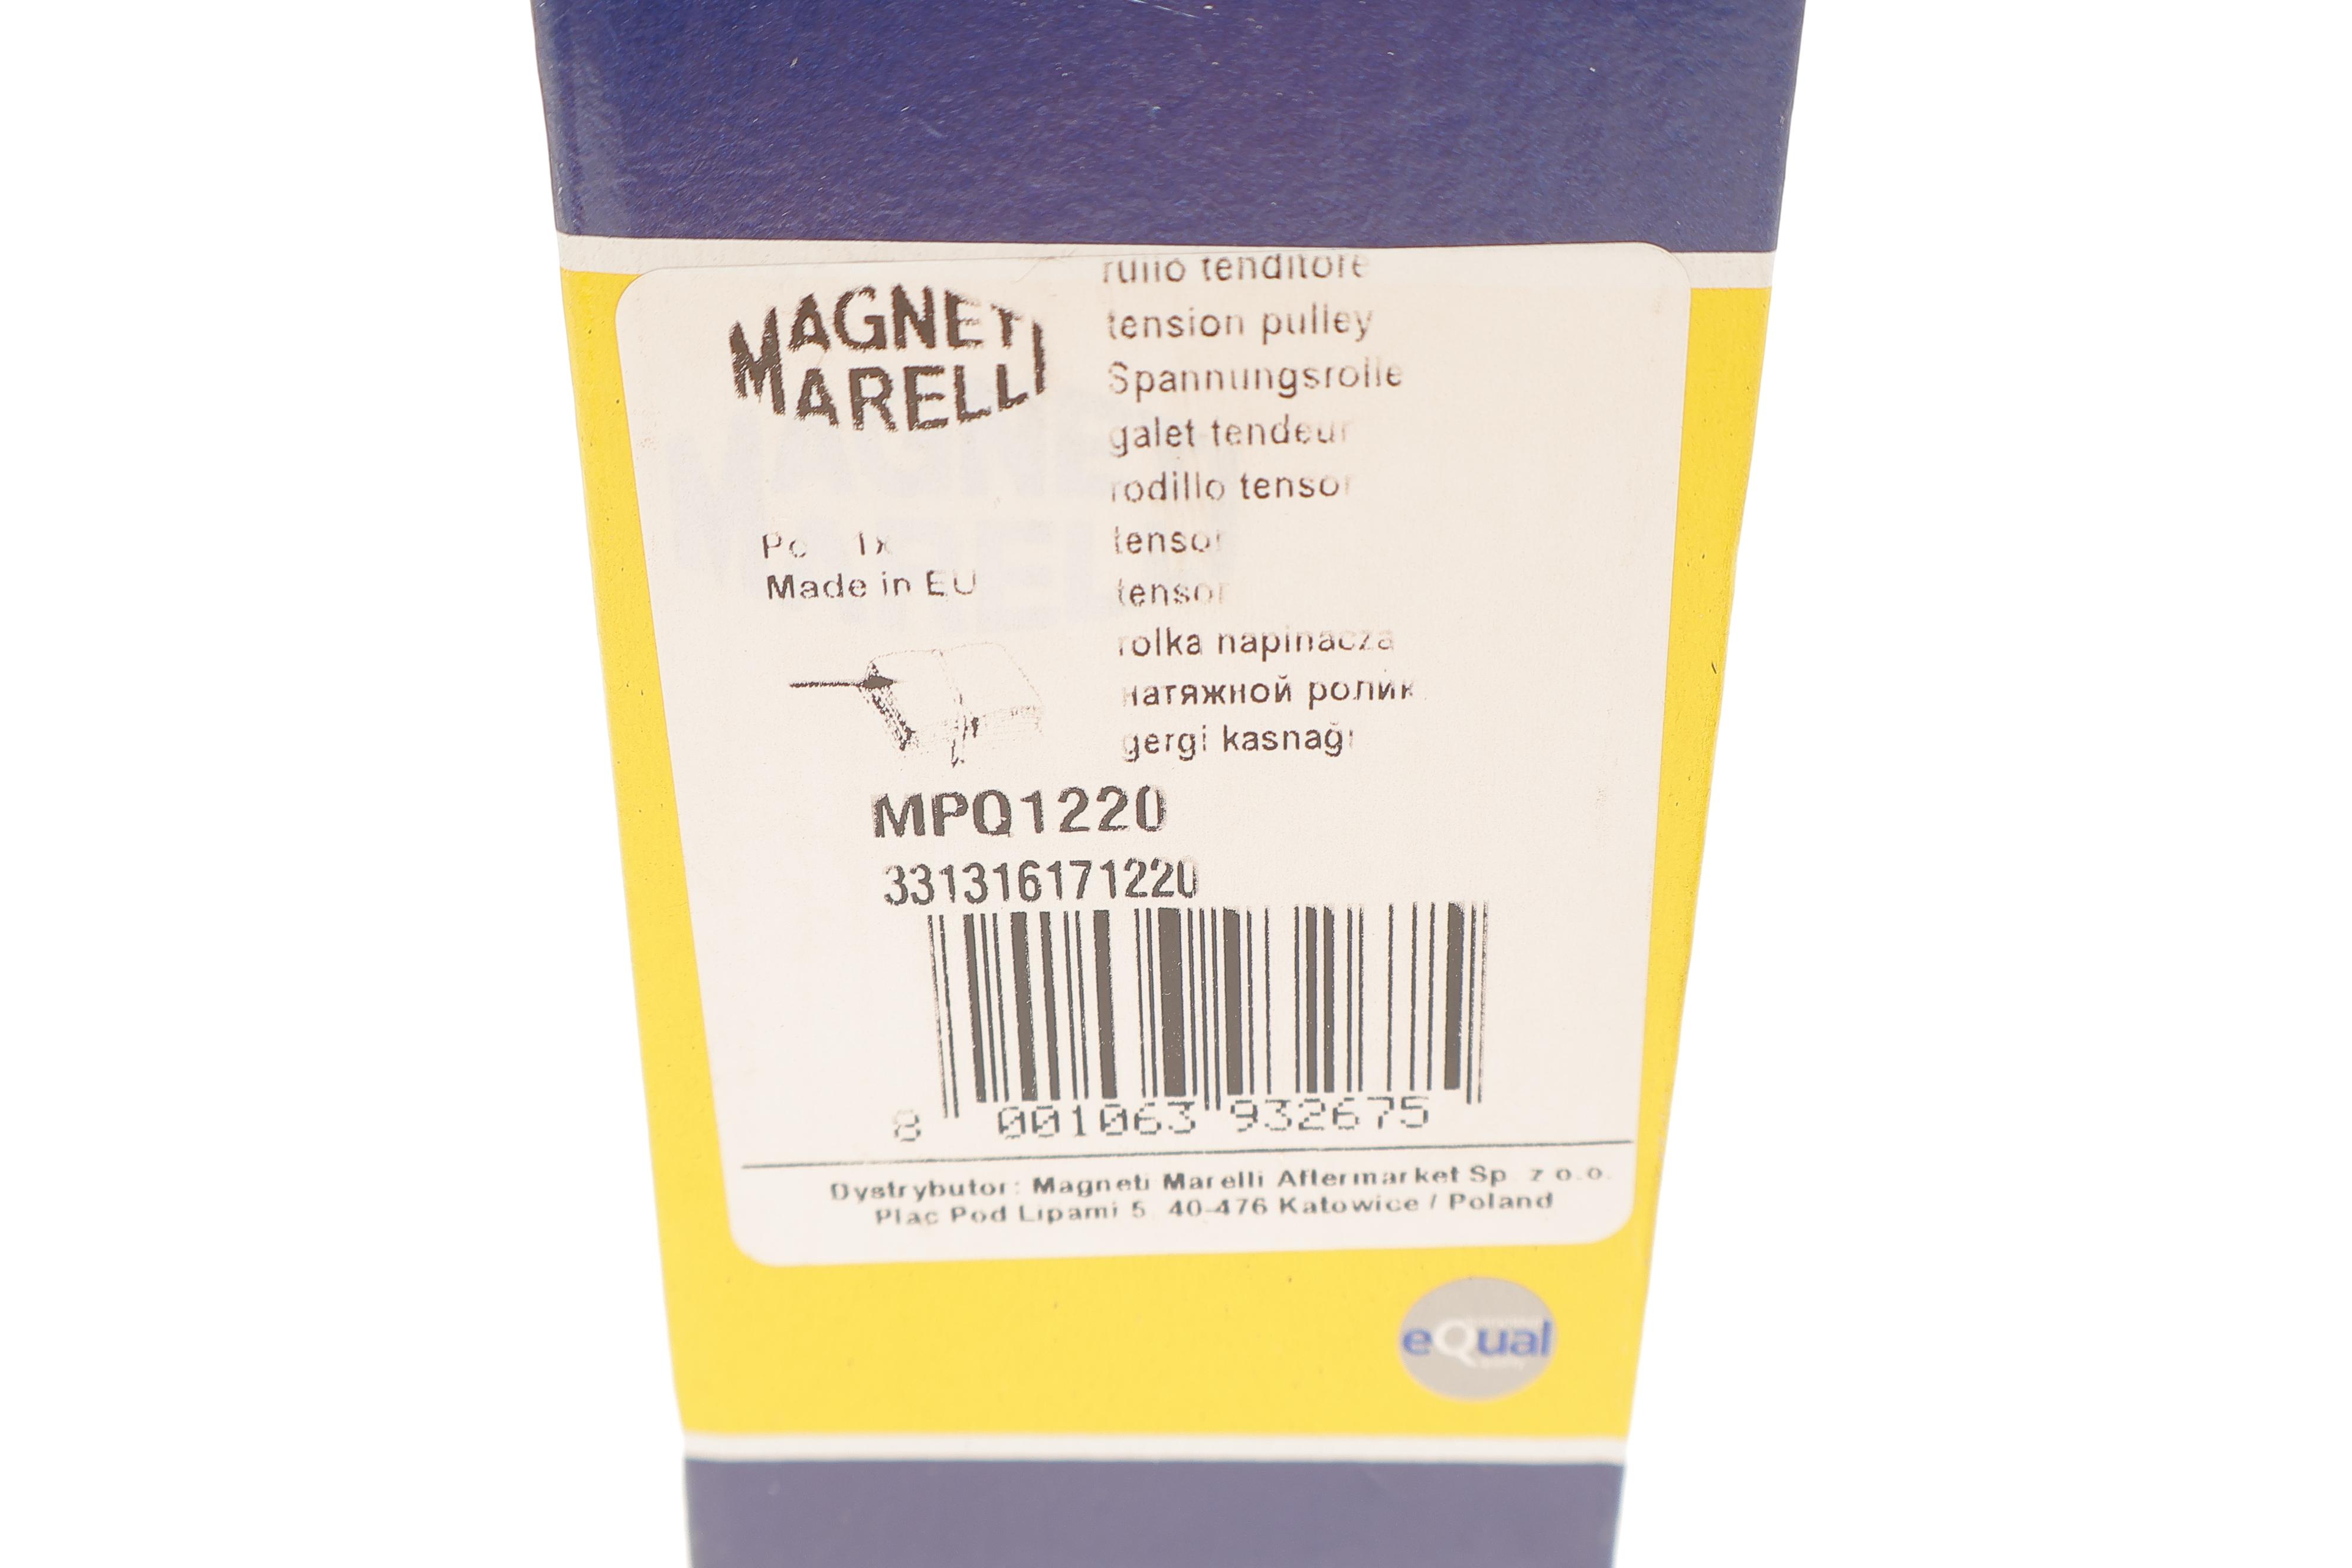 MAGNETI
MARELLI
rullo tenditore
tension pulley
Spannungsrolle
galet tendeur
rodillo tensor
tensor
tensor
rolka napinacza
натяжной ролик
gergi kasnağı
Made in EU
MPQ1220
331316171220
8 001063 932675
Dystrybutor: Magneti Marelli Aftermarket Sp. z o.o.
Plac Pod Lipami 5 40-476 Katowice / Poland
eQual